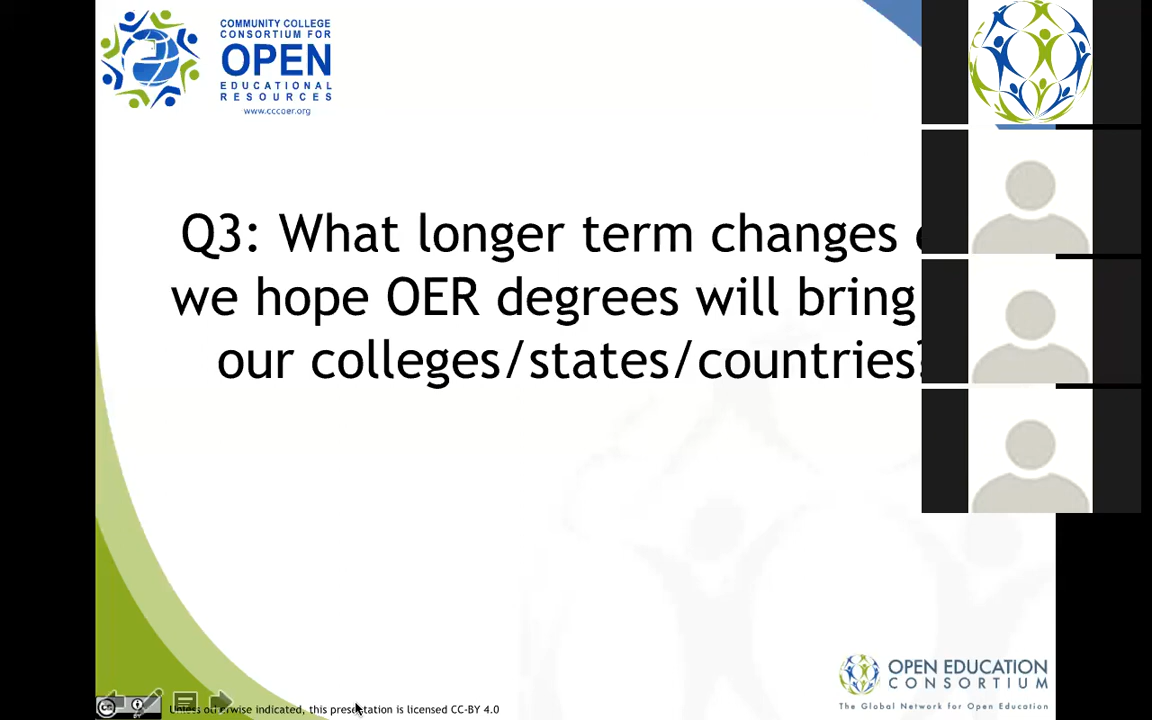 COMMUNITY COLLEGE
CONSORTIUM FOR
OPEN
EDUCATIONAL
RESOURCES
www.cccoer.org
Q3: What longer term changes
we hope OER degrees will bring
our colleges/states/countries?
Unless otherwise indicated, this presentation is licensed CC-BY 4.0
cc
BY
OPEN EDUCATION
CONSORTIUM
The Global Network for Open Education